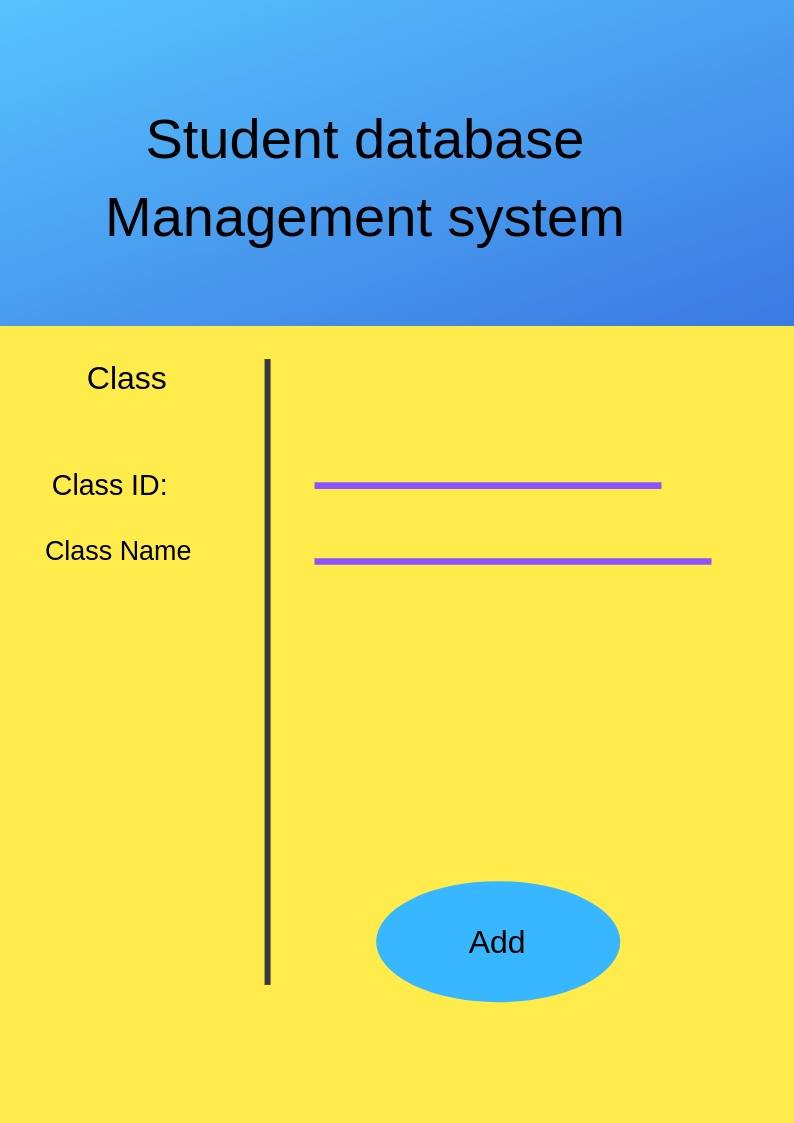 Student database
Management system
Class
Class ID:
Class Name
Add